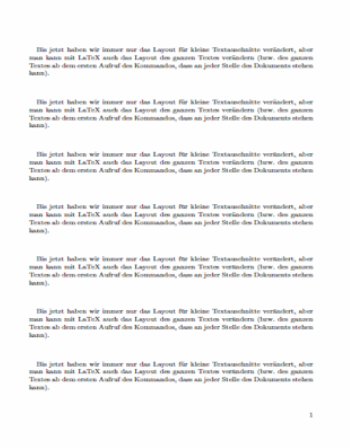 Bis jetzt haben wir immer nur das Layout für kleine Textauschnitte verändert, aber
man kann mit LaTeX auch das Layout des ganzen Textes verändern (bzw. des ganzen
Textes ab dem ersten Aufruf des Kommandos, dass an jeder Stelle des Dokuments stehen
kann).
Bis jetzt haben wir immer nur das Layout für kleine Textauschnitte verändert, aber
man kann mit LaTeX auch das Layout des ganzen Textes verändern (bzw. des ganzen
Textes ab dem ersten Aufruf des Kommandos, dass an jeder Stelle des Dokuments stehen
kann).
Bis jetzt haben wir immer nur das Layout für kleine Textauschnitte verändert, aber
man kann mit LaTeX auch das Layout des ganzen Textes verändern (bzw. des ganzen
Textes ab dem ersten Aufruf des Kommandos, dass an jeder Stelle des Dokuments stehen
kann).
Bis jetzt haben wir immer nur das Layout für kleine Textauschnitte verändert, aber
man kann mit LaTeX auch das Layout des ganzen Textes verändern (bzw. des ganzen
Textes ab dem ersten Aufruf des Kommandos, dass an jeder Stelle des Dokuments stehen
kann).
Bis jetzt haben wir immer nur das Layout für kleine Textauschnitte verändert, aber
man kann mit LaTeX auch das Layout des ganzen Textes verändern (bzw. des ganzen
Textes ab dem ersten Aufruf des Kommandos, dass an jeder Stelle des Dokuments stehen
kann).
Bis jetzt haben wir immer nur das Layout für kleine Textauschnitte verändert, aber
man kann mit LaTeX auch das Layout des ganzen Textes verändern (bzw. des ganzen
Textes ab dem ersten Aufruf des Kommandos, dass an jeder Stelle des Dokuments stehen
kann).
Bis jetzt haben wir immer nur das Layout für kleine Textauschnitte verändert, aber
man kann mit LaTeX auch das Layout des ganzen Textes verändern (bzw. des ganzen
Textes ab dem ersten Aufruf des Kommandos, dass an jeder Stelle des Dokuments stehen
kann).
1